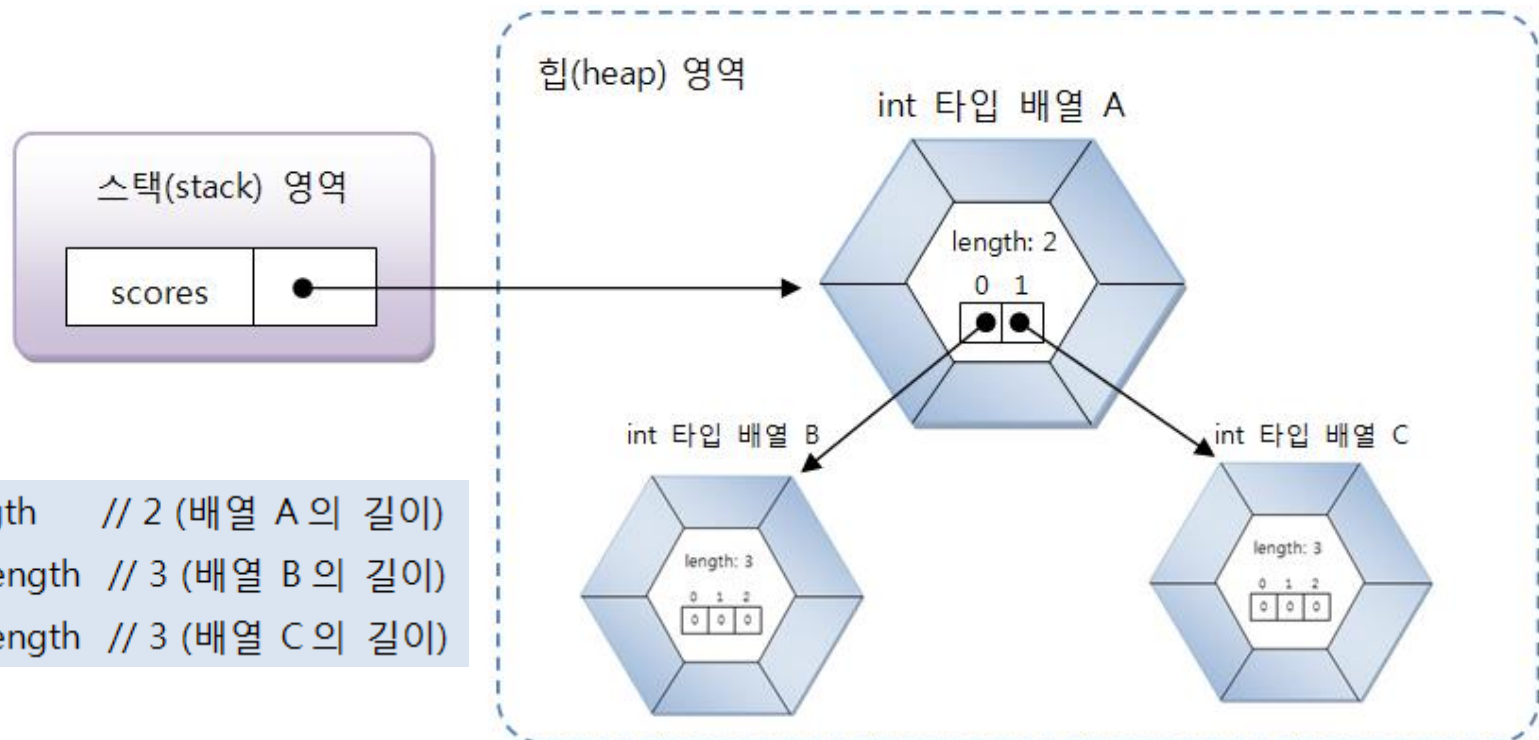 힙(heap) 영역
int 타입 배열 A
스택(stack) 영역
scores
length: 2
0 1
int 타입 배열 B
int 타입 배열 C
length: 3
0 1 2
0 0 0
length: 3
0 1 2
0 0 0
// 2 (배열 A 의 길이)
// 3 (배열 B 의 길이)
// 3 (배열 C 의 길이)